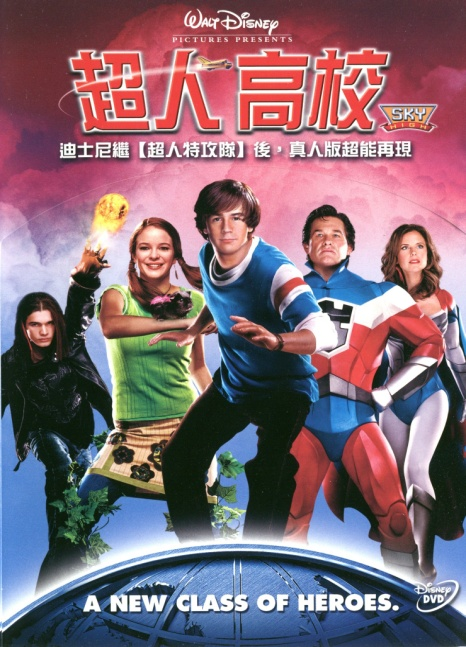 WALT DISNEY
PICTURES PRESENTS
超人高校
SKY
HIGH
迪士尼繼【超人特攻隊】後，真人版超能再現
A NEW CLASS OF HEROES.
Disney
DVD